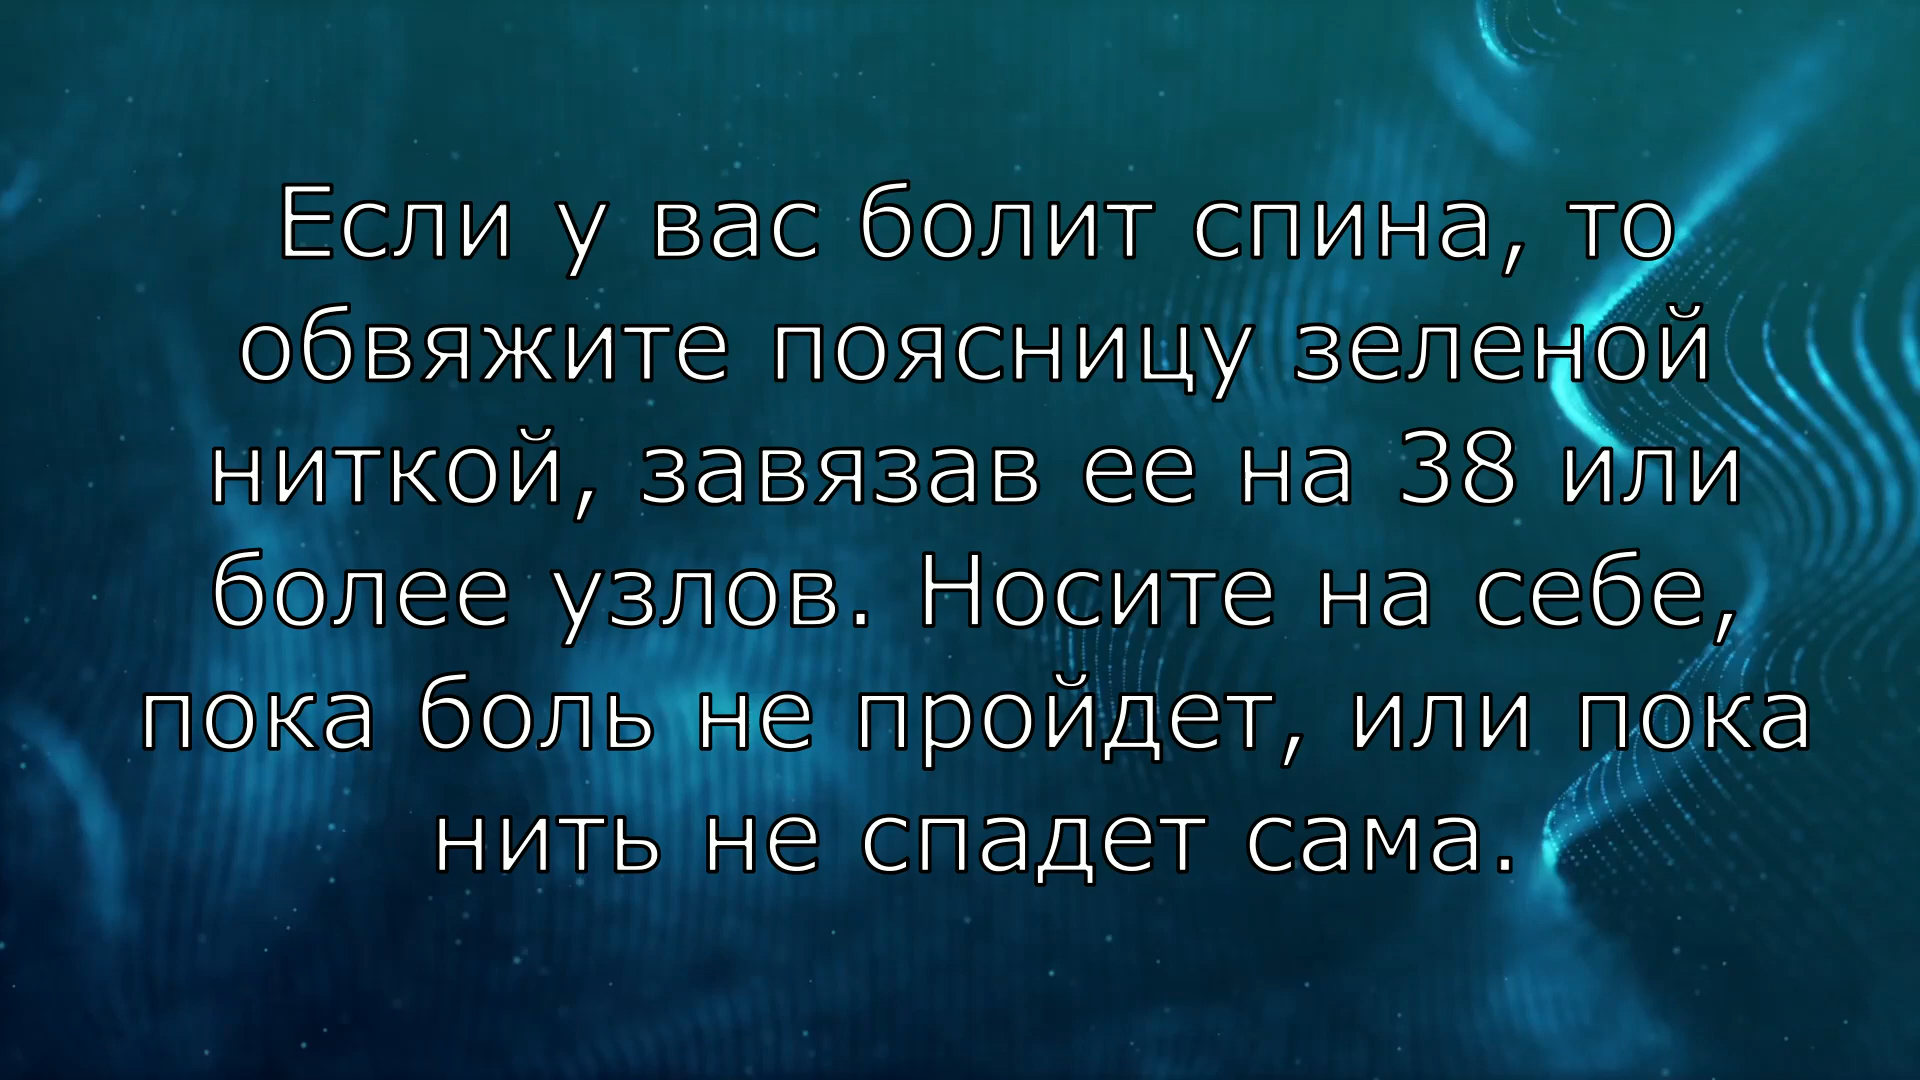 Если у вас болит спина, то
обвяжите поясницу зеленой
ниткой, завязав ее на 38 или
более узлов. Носите на себе,
пока боль не пройдет, или пока
нить не спадет сама.